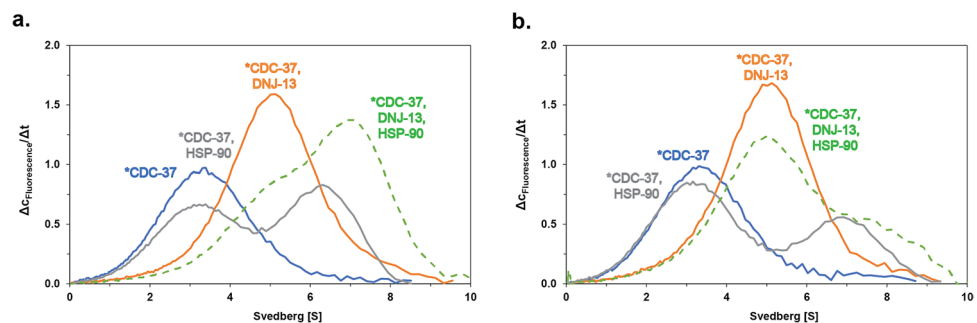 a.
2.0
1.5
1.0
0.5
0.0
0
2
4
6
8
10
ΔcFluorescence/Δt
Svedberg [S]
*CDC-37
*CDC-37,
HSP-90
*CDC-37,
DNJ-13
*CDC-37,
DNJ-13,
HSP-90
b.
2.0
1.5
1.0
0.5
0.0
0
2
4
6
8
10
ΔcFluorescence/Δt
Svedberg [S]
*CDC-37,
HSP-90
*CDC-37
*CDC-37,
DNJ-13
*CDC-37,
DNJ-13,
HSP-90